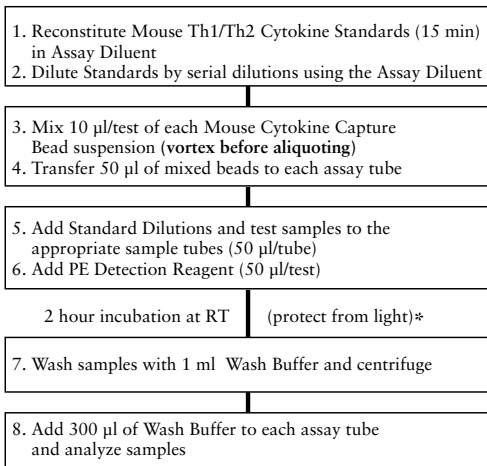 1. Reconstitute Mouse Th1/Th2 Cytokine Standards (15 min)
in Assay Diluent
2. Dilute Standards by serial dilutions using the Assay Diluent
3. Mix 10 µl/test of each Mouse Cytokine Capture
Bead suspension (vortex before aliquoting)
4. Transfer 50 µl of mixed beads to each assay tube
5. Add Standard Dilutions and test samples to the
appropriate sample tubes (50 µl/tube)
6. Add PE Detection Reagent (50 µl/test)
2 hour incubation at RT (protect from light)*
7. Wash samples with 1 ml Wash Buffer and centrifuge
8. Add 300 µl of Wash Buffer to each assay tube
and analyze samples